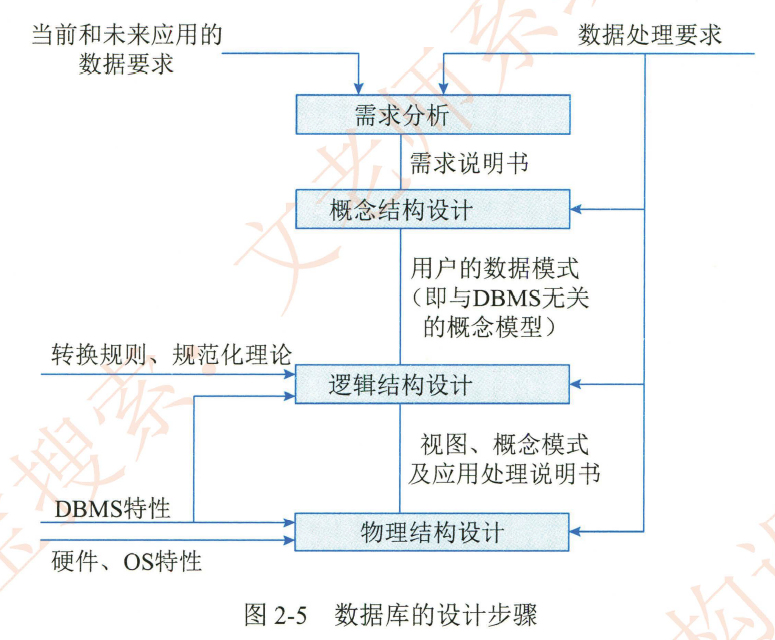 当前和未来应用的
数据要求
数据处理要求
需求分析
需求说明书
概念结构设计
用户的数据模式
（即与DBMS无关
的概念模型）
转换规则、规范化理论
逻辑结构设计
视图、概念模式
及应用处理说明书
DBMS特性
物理结构设计
硬件、OS特性
图 2-5 数据库的设计步骤